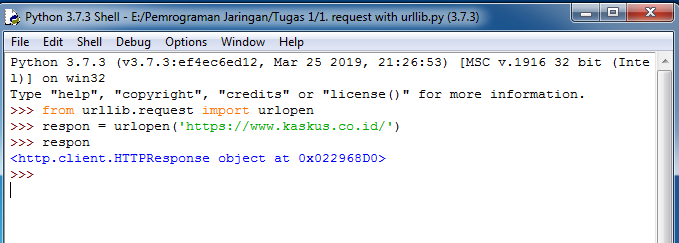 Python 3.7.3 Shell - E:/Pemrograman Jaringan/Tugas 1/1. request with urllib.py (3.7.3)
File Edit Shell Debug Options Window Help
Python 3.7.3 (v3.7.3:ef4ec6ed12, Mar 25 2019, 21:26:53) [MSC v.1916 32 bit (Inte
l)] on win32
Type "help", "copyright", "credits" or "license()" for more information.
>>> from urllib.request import urlopen
>>> respon = urlopen('https://www.kaskus.co.id/')
>>> respon
<http.client.HTTPResponse object at 0x022968D0>
>>>